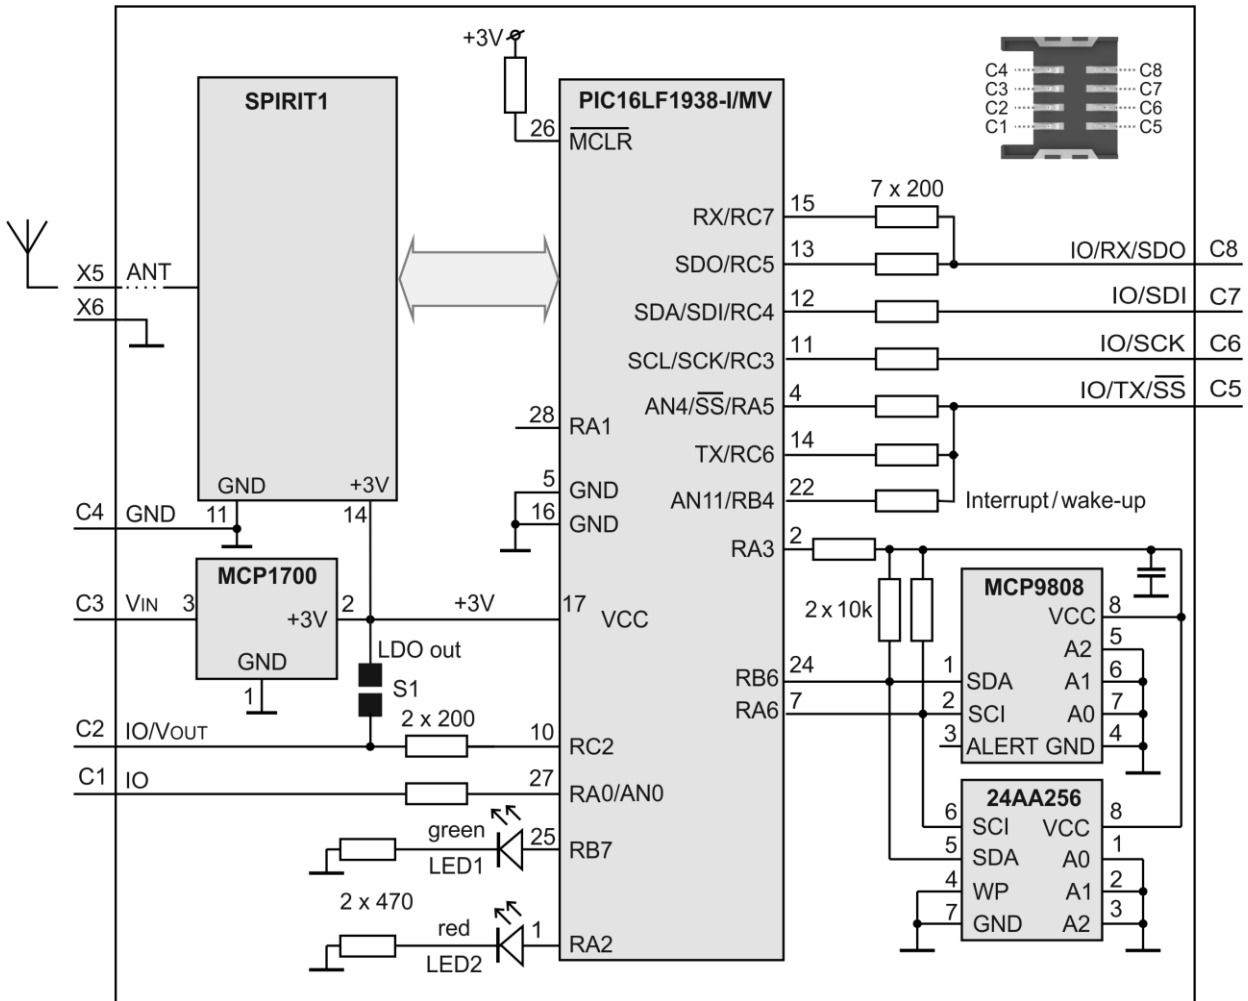 +3V
SPIRIT1
PIC16LF1938-I/MV
C4 C8
C3 C7
C2 C6
C1 C5
26 MCLR
7 x 200
RX/RC7 15
SDO/RC5 13 IO/RX/SDO C8
X5 ANT
SDA/SDI/RC4 12 IO/SDI C7
X6
SCL/SCK/RC3 11 IO/SCK C6
AN4/SS/RA5 4 IO/TX/SS C5
28 RA1
TX/RC6 14
GND +3V
5 GND
AN11/RB4 22 Interrupt/wake-up
C4 GND 11 14
16 GND
RA3 2
MCP1700
MCP9808
C3 VIN 3 +3V 2 +3V 17 VCC
2 x 10k
VCC 8
A2 5
GND
LDO out
RB6 24 1 SDA A1 6
1
S1
RA6 7 2 SCI A0 7
2 x 200
C2 IO/VOUT 10 RC2
3 ALERT GND 4
C1 IO 27 RA0/AN0
24AA256
green
6 SCI VCC 8
LED1
25 RB7
5 SDA A0 1
4 WP A1 2
2 x 470
7 GND A2 3
red
LED2
1 RA2